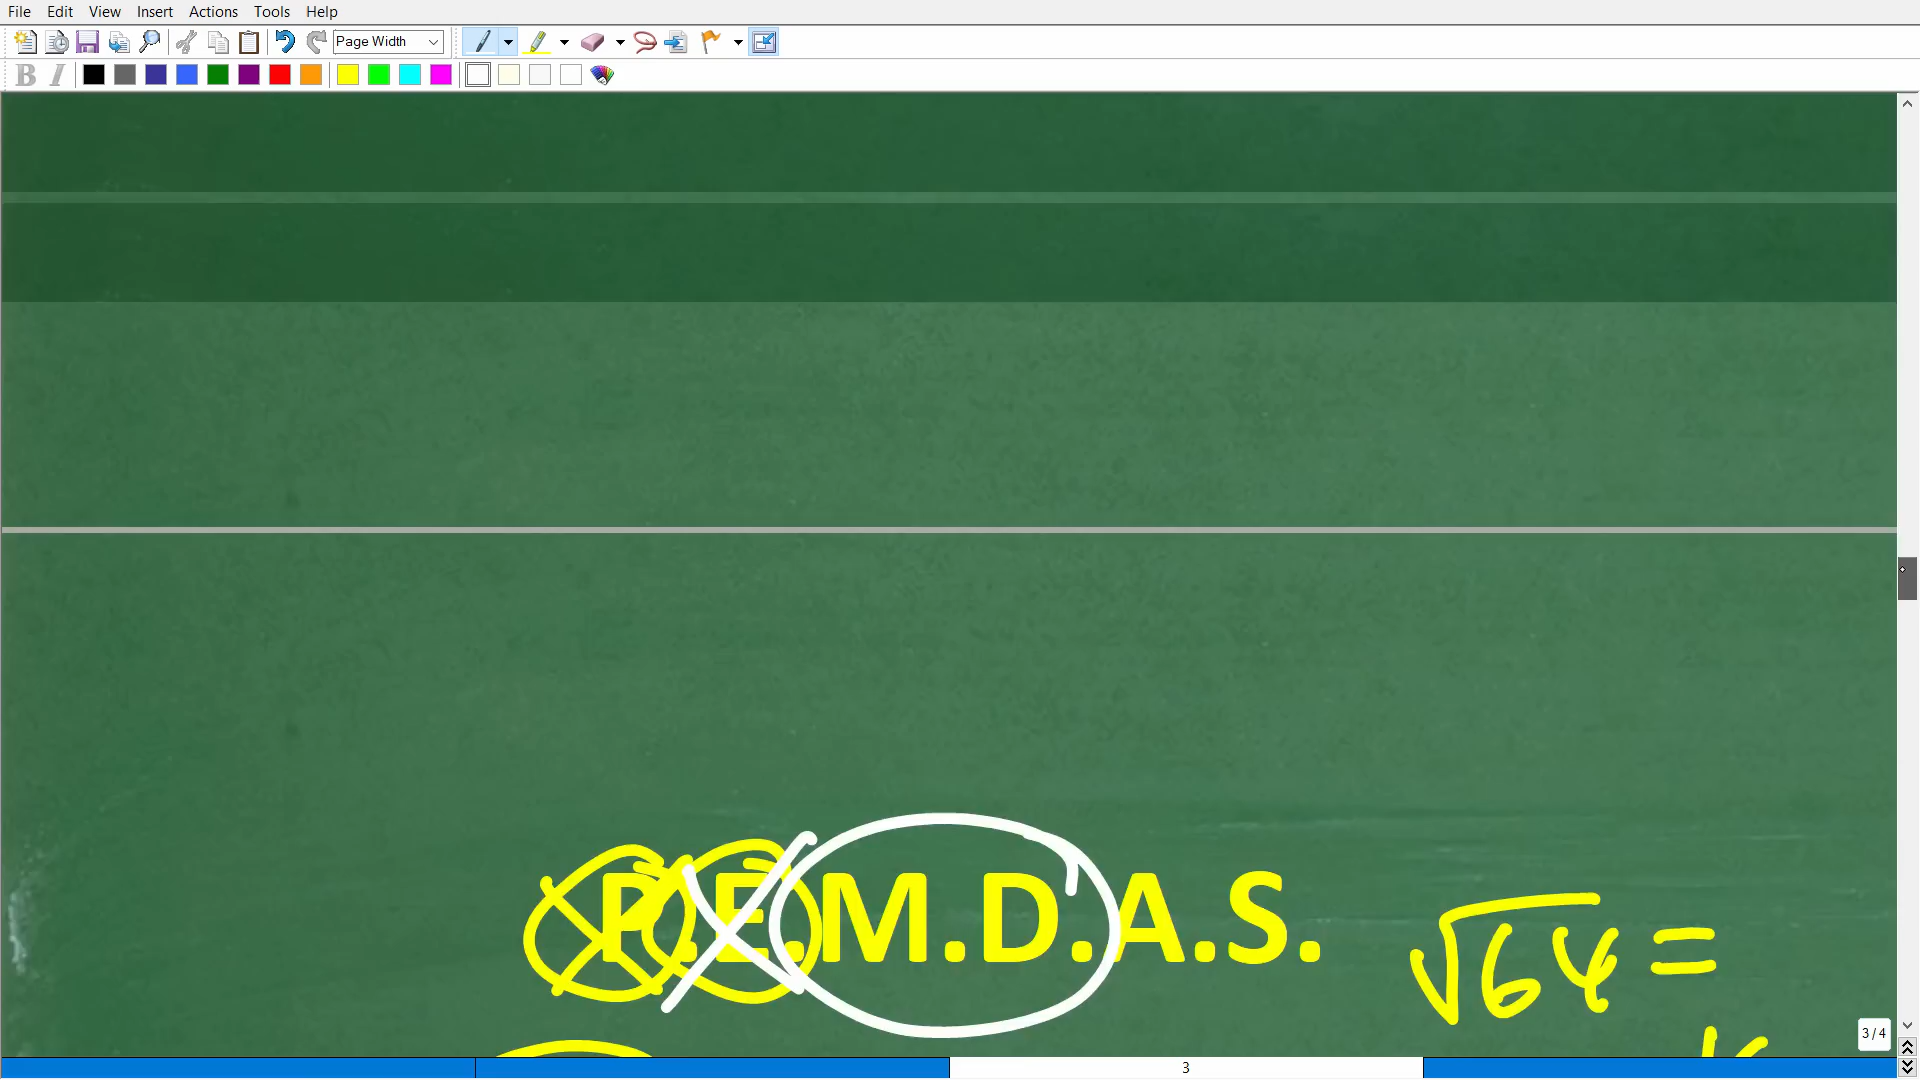 File Edit View Insert Actions Tools Help
Page Width
B I
P.E.M.D.A.S.
√64 =
3 / 4
3